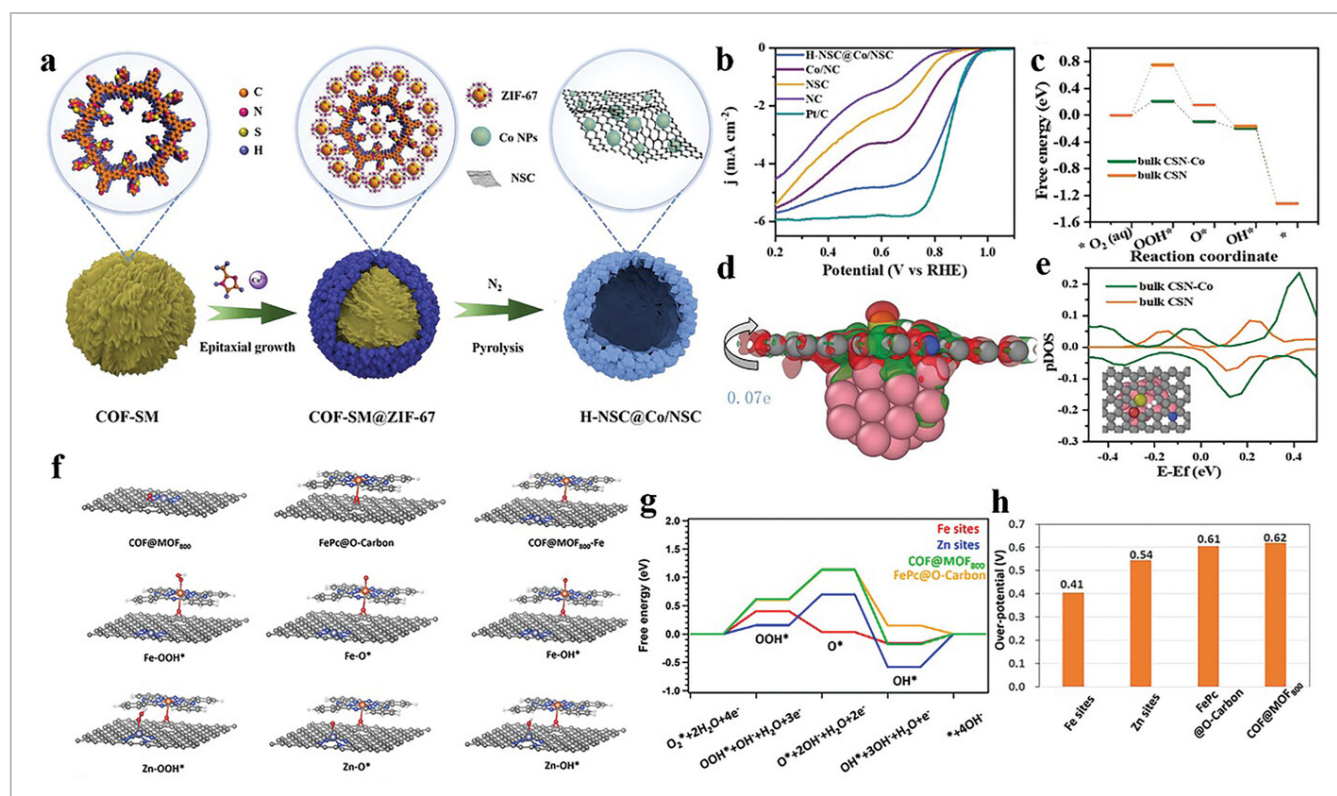 a
C
N
S
H
ZIF-67
Co NPs
NSC
Epitaxial growth
N₂
Pyrolysis
COF-SM
COF-SM@ZIF-67
H-NSC@Co/NSC
b
j (mA cm⁻²)
0
-2
-4
-6
H-NSC@Co/NSC
Co/NC
NSC
NC
Pt/C
0.2 0.4 0.6 0.8 1.0
Potential (V vs RHE)
c
Free energy (eV)
0.8
0.0
-0.8
-1.6
bulk CSN-Co
bulk CSN
* O₂ (aq) OOH* O* OH* *
Reaction coordinate
d
0.07e
e
pDOS
0.3
0.2
0.1
0.0
-0.1
-0.2
-0.3
bulk CSN-Co
bulk CSN
-0.4 -0.2 0.0 0.2 0.4
E-Ef (eV)
f
COF@MOF₈₀₀
FePc@O-Carbon
COF@MOF₈₀₀-Fe
Fe-OOH*
Fe-O*
Fe-OH*
Zn-OOH*
Zn-O*
Zn-OH*
g
Free energy (eV)
2.0
1.5
1.0
0.5
0.0
-0.5
-1.0
Fe sites
Zn sites
COF@MOF₈₀₀
FePc@O-Carbon
OOH*
O*
OH*
O₂*+2H₂O+4e⁻
OOH*+OH⁻+H₂O+3e⁻
O*+2OH⁻+H₂O+2e⁻
OH*+3OH⁻+H₂O+e⁻
*+4OH⁻
h
Over-potential (V)
0.7
0.6
0.5
0.4
0.3
0.2
0.1
0.0
0.41
0.54
0.61
0.62
Fe sites
Zn sites
FePc
@O-Carbon
COF@MOF₈₀₀